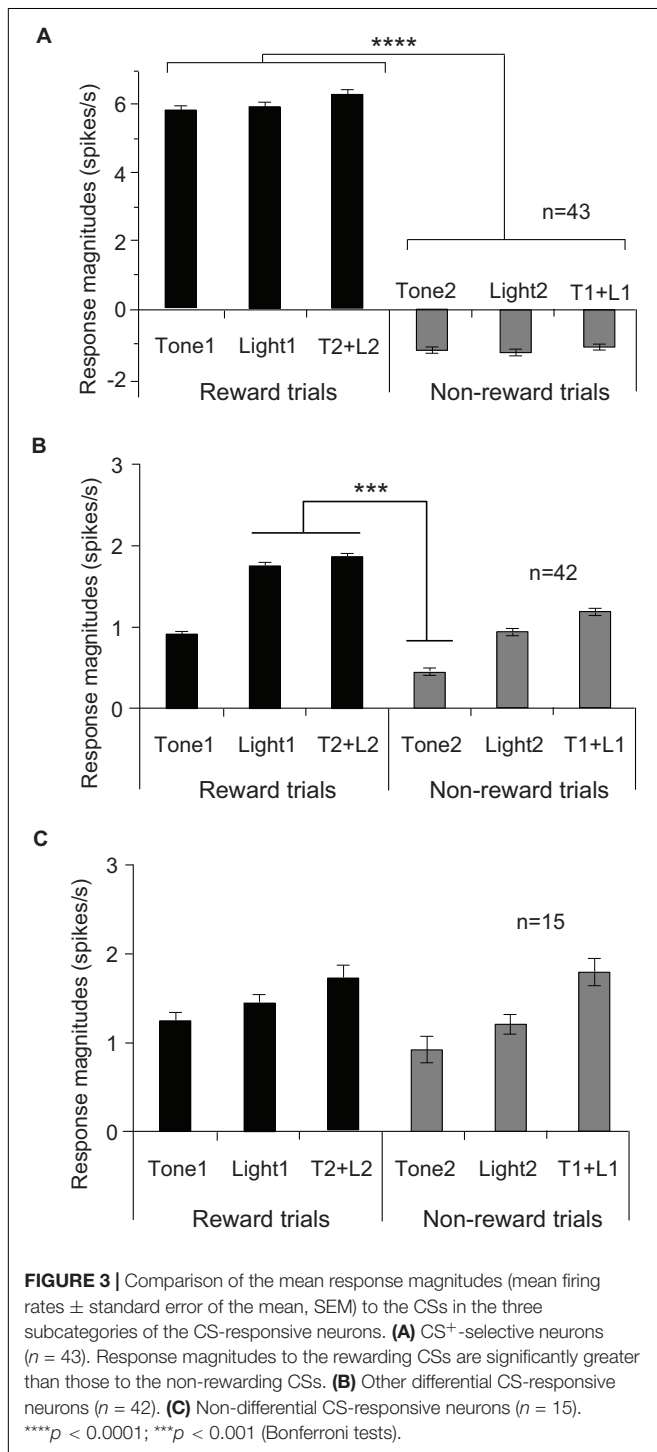 A
****
Response magnitudes (spikes/s)
6
4
2
0
-2
n=43
Tone2 Light2 T1+L1
Tone1 Light1 T2+L2
Reward trials Non-reward trials
B
Response magnitudes (spikes/s)
3
2
1
0
***
n=42
Tone1 Light1 T2+L2 Tone2 Light2 T1+L1
Reward trials Non-reward trials
C
Response magnitudes (spikes/s)
3
2
1
0
n=15
Tone1 Light1 T2+L2 Tone2 Light2 T1+L1
Reward trials Non-reward trials
FIGURE 3 | Comparison of the mean response magnitudes (mean firing
rates ± standard error of the mean, SEM) to the CSs in the three
subcategories of the CS-responsive neurons. (A) CS+-selective neurons
(n = 43). Response magnitudes to the rewarding CSs are significantly greater
than those to the non-rewarding CSs. (B) Other differential CS-responsive
neurons (n = 42). (C) Non-differential CS-responsive neurons (n = 15).
****p < 0.0001; ***p < 0.001 (Bonferroni tests).